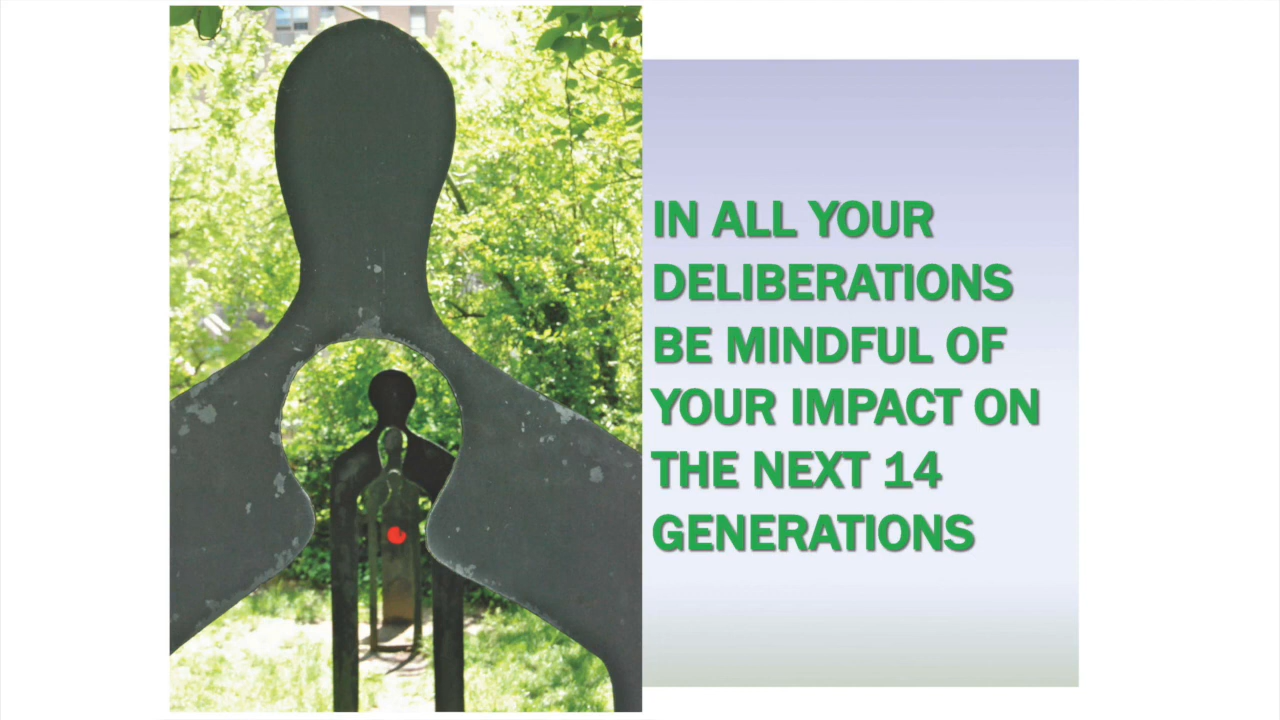 IN ALL YOUR
DELIBERATIONS
BE MINDFUL OF
YOUR IMPACT ON
THE NEXT 14
GENERATIONS